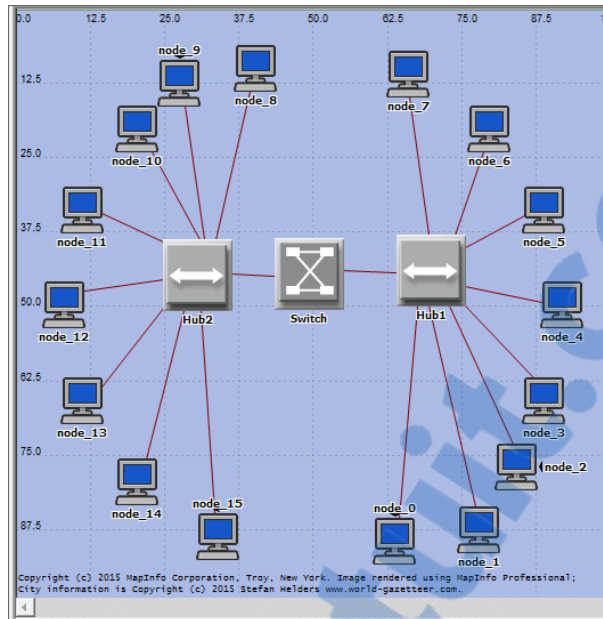 0.0 12.5 25.0 37.5 50.0 62.5 75.0 87.5
node_9
12.5
node_8
node_7
node_10
node_6
25.0
node_11
node_5
37.5
50.0
Hub2
Switch
Hub1
node_12
node_4
62.5
node_13
node_3
75.0
node_2
node_14
node_15
node_0
87.5
node_1
Copyright (c) 2015 MapInfo Corporation, Troy, New York. Image rendered using MapInfo Professional;
City information is Copyright (c) 2015 Stefan Helders www.world-gazetteer.com.